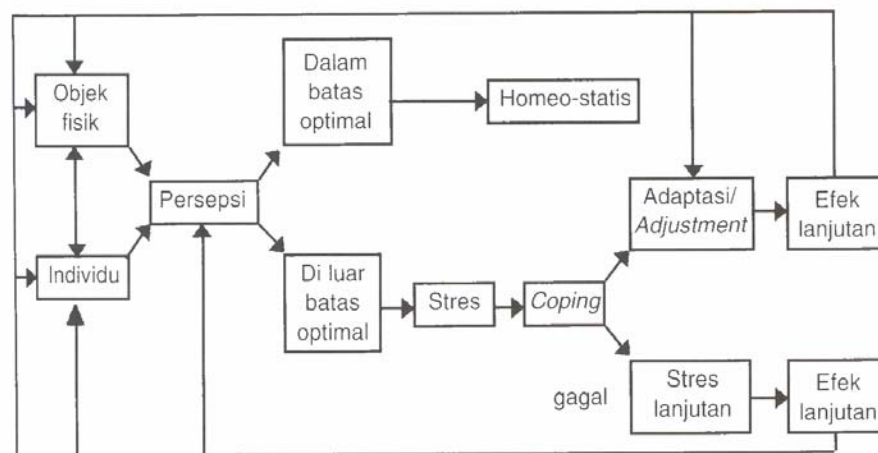 Objek
fisik
Individu
Persepsi
Dalam
batas
optimal
Homeo-statis
Di luar
batas
optimal
Stres
Coping
Adaptasi/
Adjustment
Efek
lanjutan
gagal
Stres
lanjutan
Efek
lanjutan